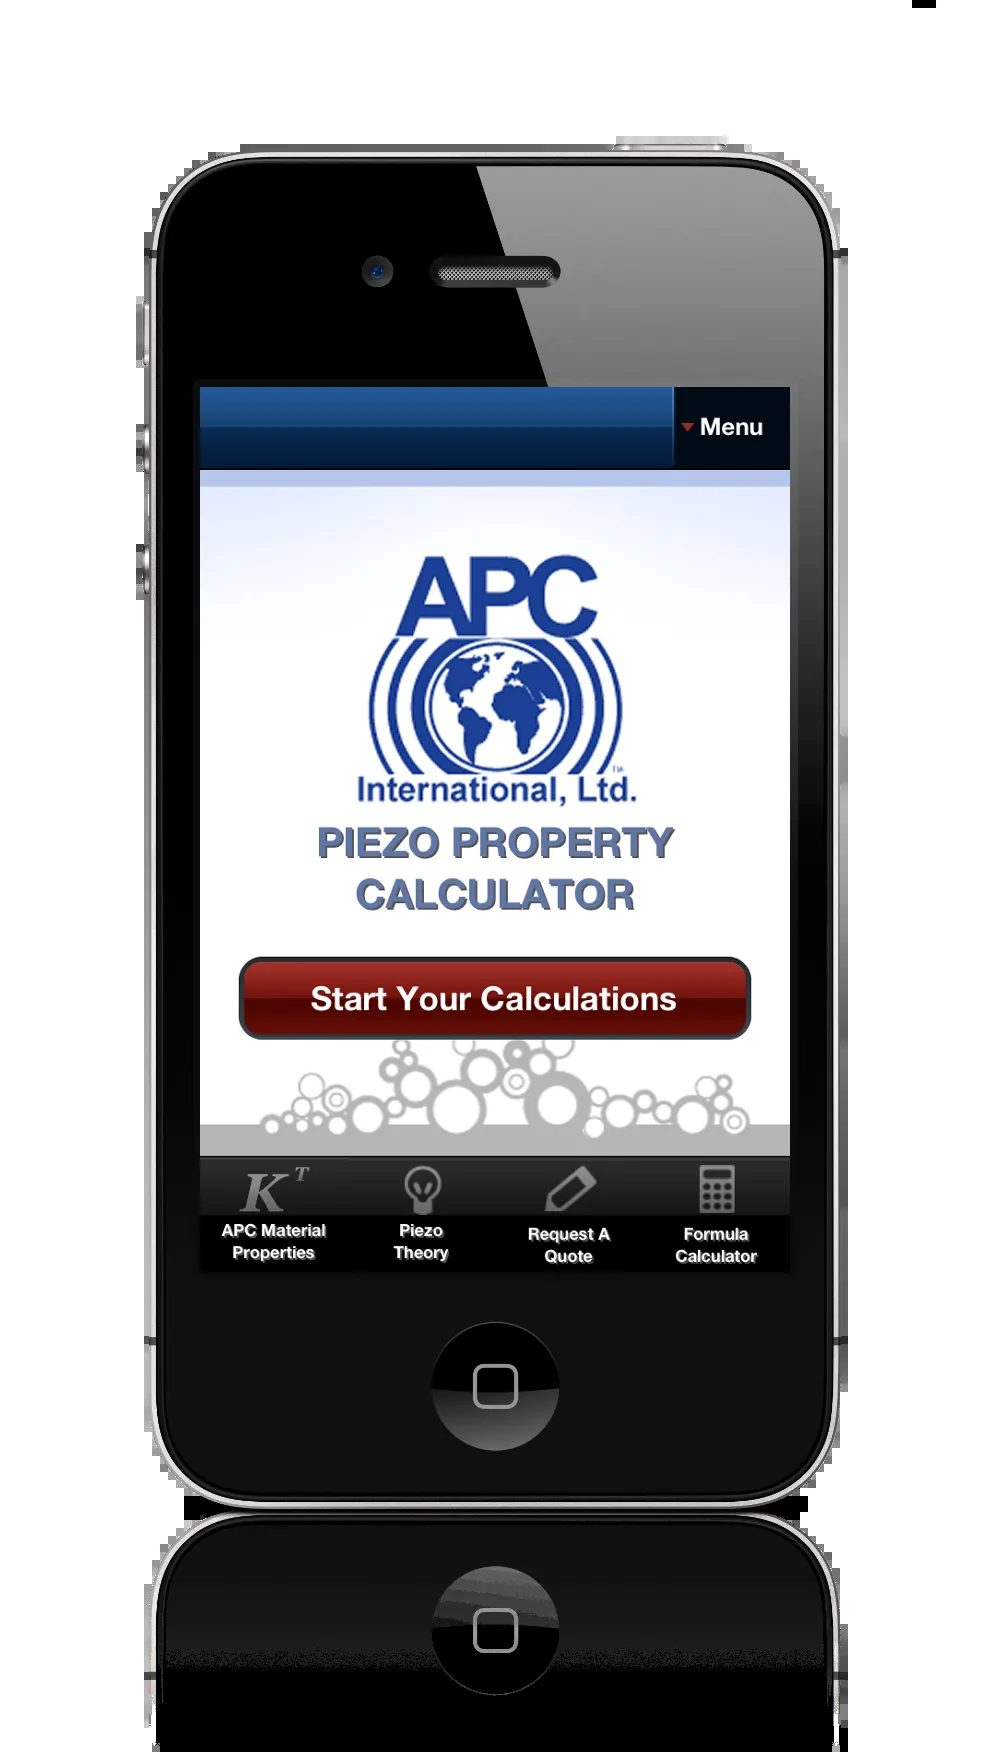 Menu
APC
International, Ltd.
TM
PIEZO PROPERTY
CALCULATOR
Start Your Calculations
K T
APC Material
Properties
Piezo
Theory
Request A
Quote
Formula
Calculator